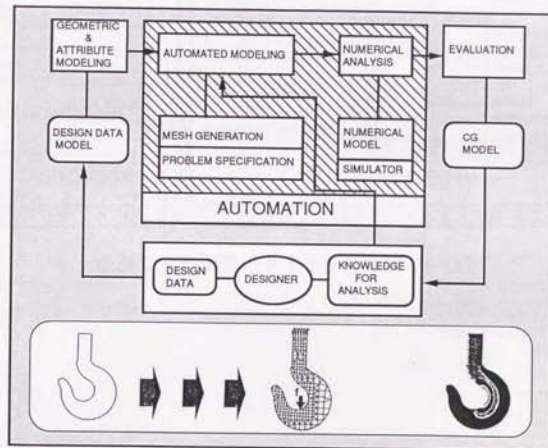 GEOMETRIC
&
ATTRIBUTE
MODELING
AUTOMATED MODELING
NUMERICAL
ANALYSIS
EVALUATION
DESIGN DATA
MODEL
MESH GENERATION
PROBLEM SPECIFICATION
NUMERICAL
MODEL
SIMULATOR
CG
MODEL
AUTOMATION
DESIGN
DATA
DESIGNER
KNOWLEDGE
FOR
ANALYSIS
f